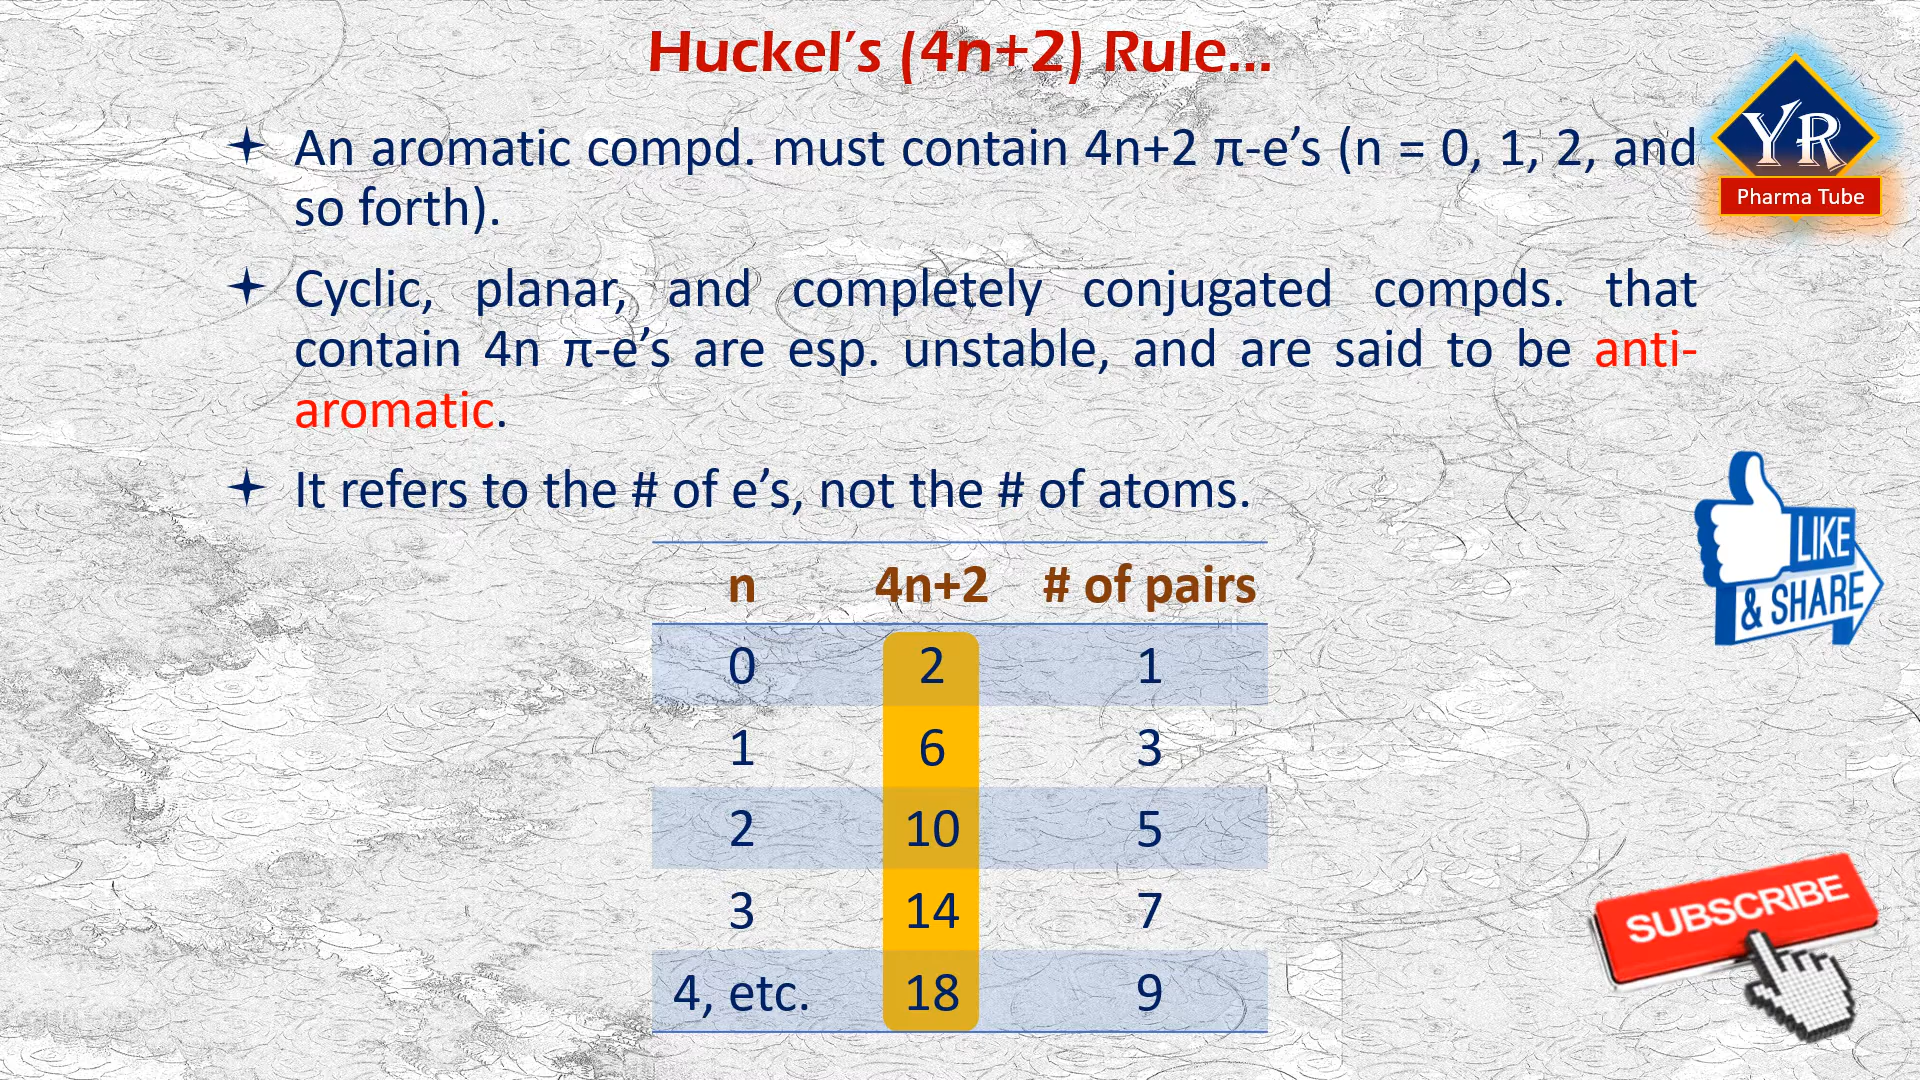 Huckel's (4n+2) Rule...
YR
Pharma Tube
An aromatic compd. must contain 4n+2 π-e’s (n = 0, 1, 2, and
so forth).
Cyclic, planar, and completely conjugated compds. that
contain 4n π-e’s are esp. unstable, and are said to be anti-
aromatic.
It refers to the # of e’s, not the # of atoms.
LIKE
& SHARE
n 4n+2 # of pairs
0 2 1
1 6 3
2 10 5
3 14 7
4, etc. 18 9
SUBSCRIBE